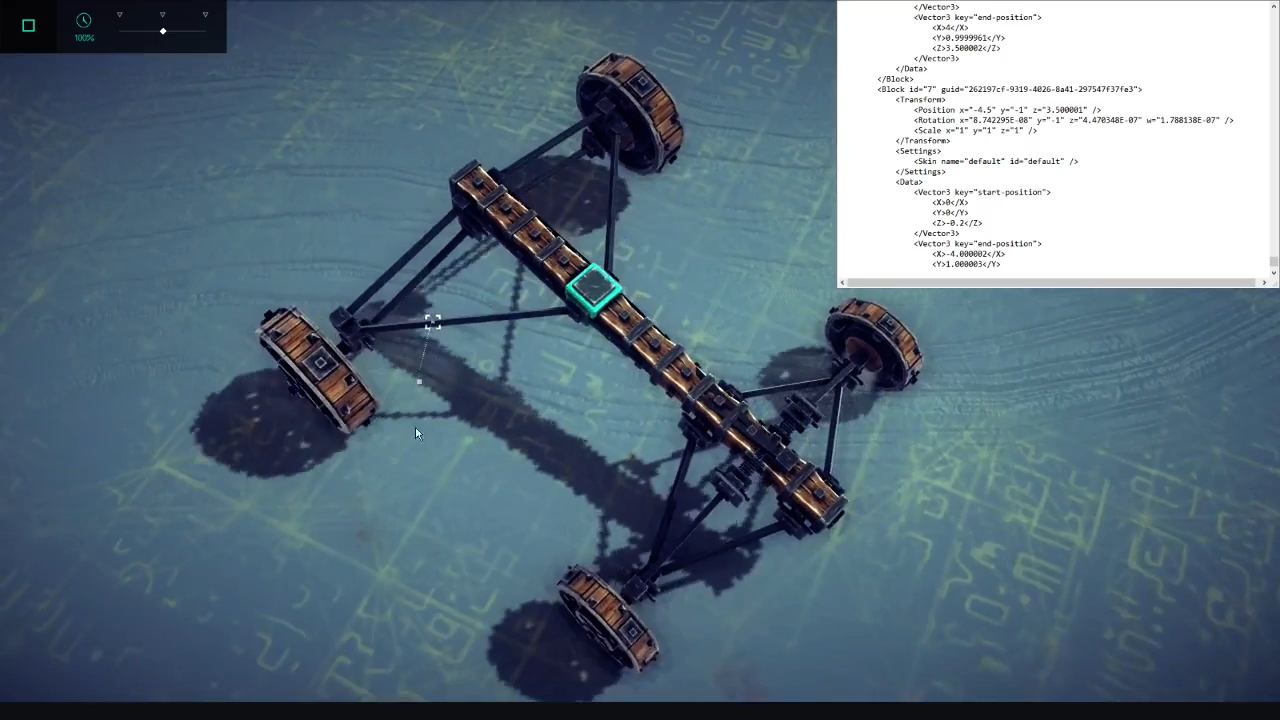 100%
</Vector3>
<Vector3 key="end-position">
<X>4</X>
<Y>0.9999961</Y>
<Z>3.500002</Z>
</Vector3>
</Data>
</Block>
<Block id="7" guid="262197cf-9319-4026-8a41-297547f37fe3">
<Transform>
<Position x="-4.5" y="-1" z="3.500001" />
<Rotation x="8.742295E-08" y="-1" z="4.470348E-07" w="1.788138E-07" />
<Scale x="1" y="1" z="1" />
</Transform>
<Settings>
<Skin name="default" id="default" />
</Settings>
<Data>
<Vector3 key="start-position">
<X>0</X>
<Y>0</Y>
<Z>-0.2</Z>
</Vector3>
<Vector3 key="end-position">
<X>-4.000002</X>
<Y>1.000003</Y>